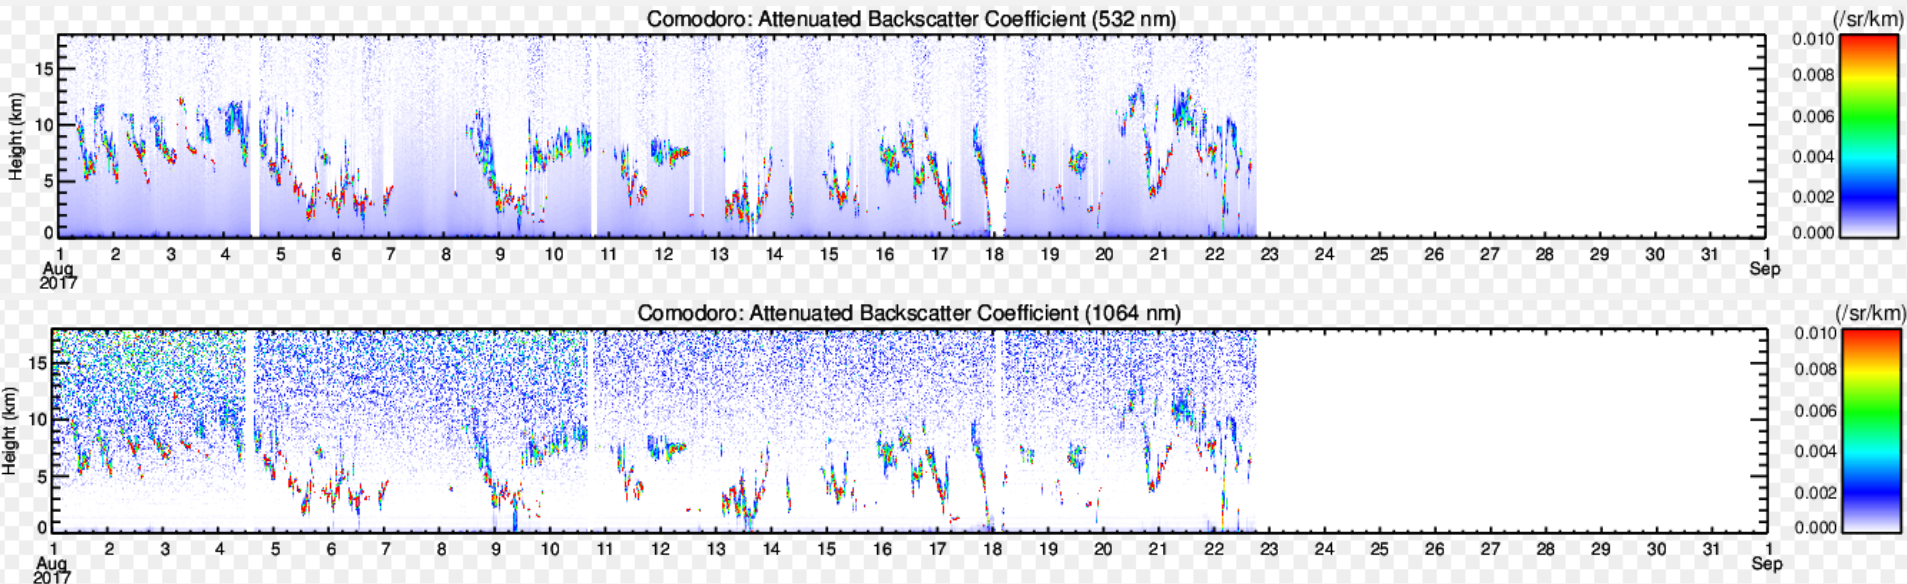 Comodoro: Attenuated Backscatter Coefficient (532 nm)
(/sr/km)
Height (km)
15
10
5
0
0.010
0.008
0.006
0.004
0.002
0.000
1 2 3 4 5 6 7 8 9 10 11 12 13 14 15 16 17 18 19 20 21 22 23 24 25 26 27 28 29 30 31 1
Aug Sep
2017
Comodoro: Attenuated Backscatter Coefficient (1064 nm)
(/sr/km)
Height (km)
15
10
5
0
0.010
0.008
0.006
0.004
0.002
0.000
1 2 3 4 5 6 7 8 9 10 11 12 13 14 15 16 17 18 19 20 21 22 23 24 25 26 27 28 29 30 31 1
Aug Sep
2017